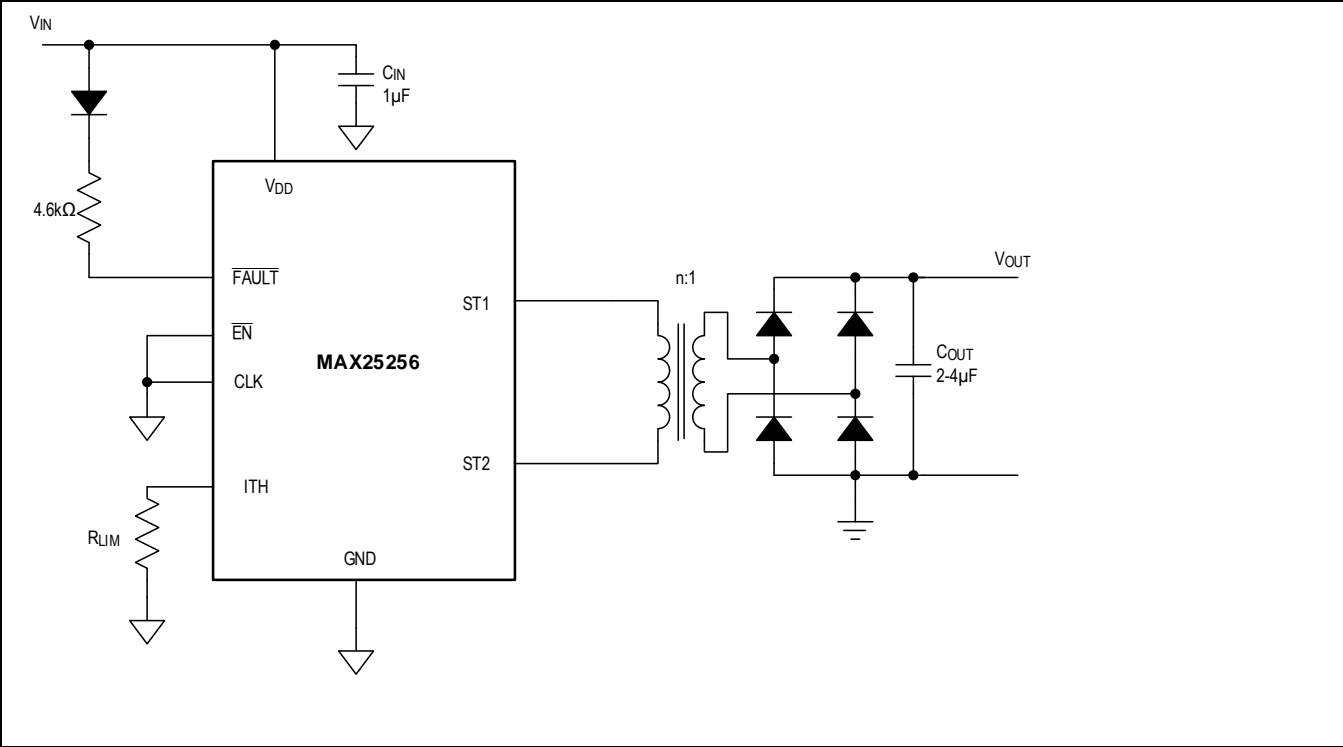 VIN
CIN
1µF
VDD
4.6kΩ
FAULT
EN
CLK
ITH
RLIM
GND
MAX25256
ST1
ST2
n:1
VOUT
COUT
2-4µF